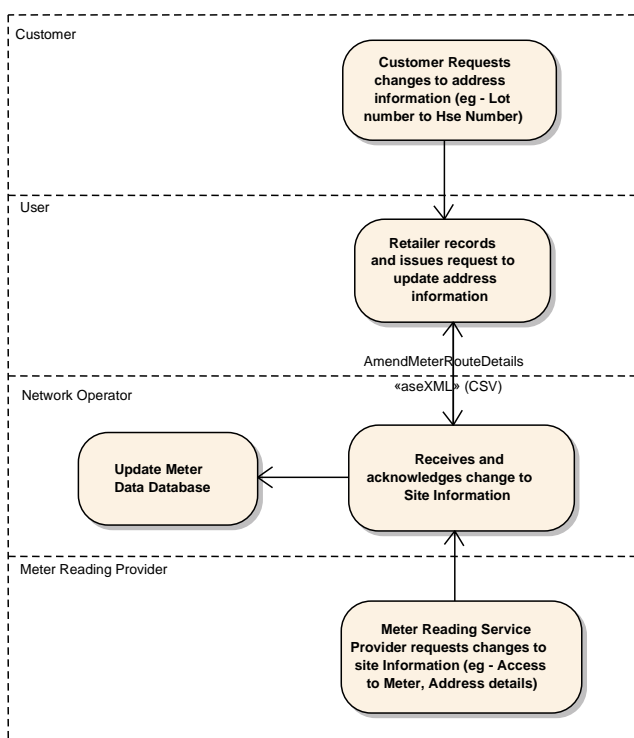 Customer
Customer Requests
changes to address
information (eg - Lot
number to Hse Number)
User
Retailer records
and issues request to
update address
information
AmendMeterRouteDetails
«aseXML» (CSV)
Network Operator
Update Meter
Data Database
Receives and
acknowledges change to
Site Information
Meter Reading Provider
Meter Reading Service
Provider requests changes to
site Information (eg - Access
to Meter, Address details)